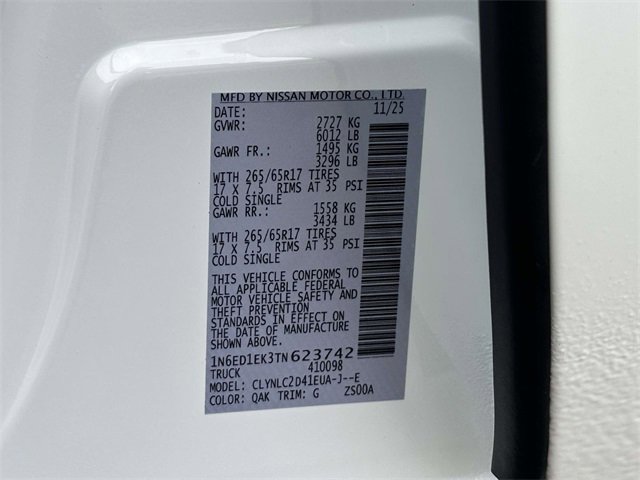 MFD BY NISSAN MOTOR CO., LTD.
DATE: 11/25
GVWR: 2727 KG
6012 LB
GAWR FR.: 1495 KG
3296 LB
WITH 265/65R17 TIRES
17 X 7.5 RIMS AT 35 PSI
COLD SINGLE
GAWR RR.: 1558 KG
3434 LB
WITH 265/65R17 TIRES
17 X 7.5 RIMS AT 35 PSI
COLD SINGLE
THIS VEHICLE CONFORMS TO
ALL APPLICABLE FEDERAL
MOTOR VEHICLE SAFETY AND
THEFT PREVENTION
STANDARDS IN EFFECT ON
THE DATE OF MANUFACTURE
SHOWN ABOVE.
1N6ED1EK3TN623742
TRUCK 410098
MODEL: CLYNLC2D41EUA-J--E
COLOR: QAK TRIM: G ZS00A